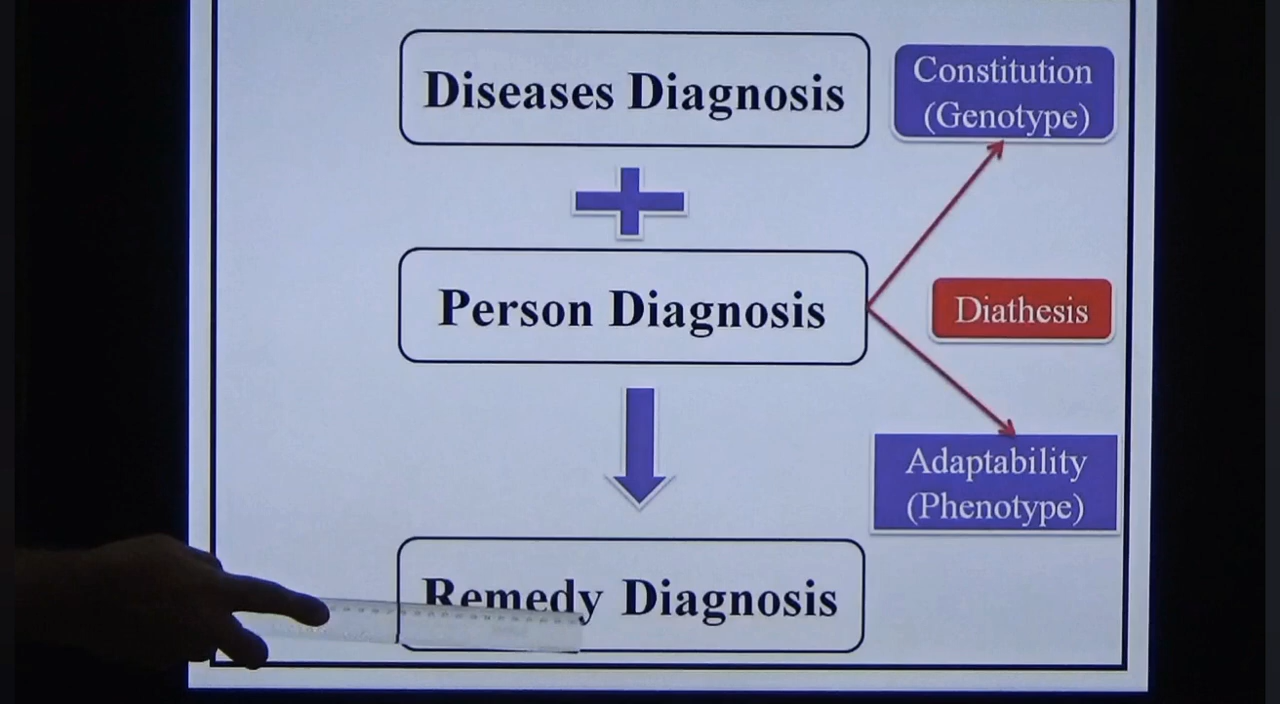 Diseases Diagnosis
Constitution
(Genotype)
Person Diagnosis
Diathesis
Adaptability
(Phenotype)
Remedy Diagnosis